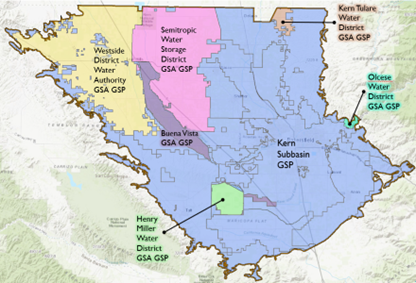 Kern Tulare
Water
District
GSA GSP
Semitropic
Water
Storage
District
GSA GSP
Westside
District
Water
Authority
GSA GSP
Olcese
Water
District
GSA GSP
Buena Vista
GSA GSP
Kern
Subbasin
GSP
Henry
Miller
Water
District
GSA GSP